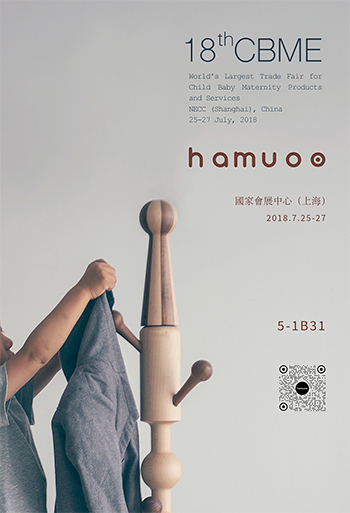 18thCBME
World's Largest Trade Fair for
Child Baby Maternity Products
and Services
NECC (Shanghai), China
25-27 July, 2018
hamuoo
國家會展中心（上海）
2018.7.25-27
5-1B31
hamuoo